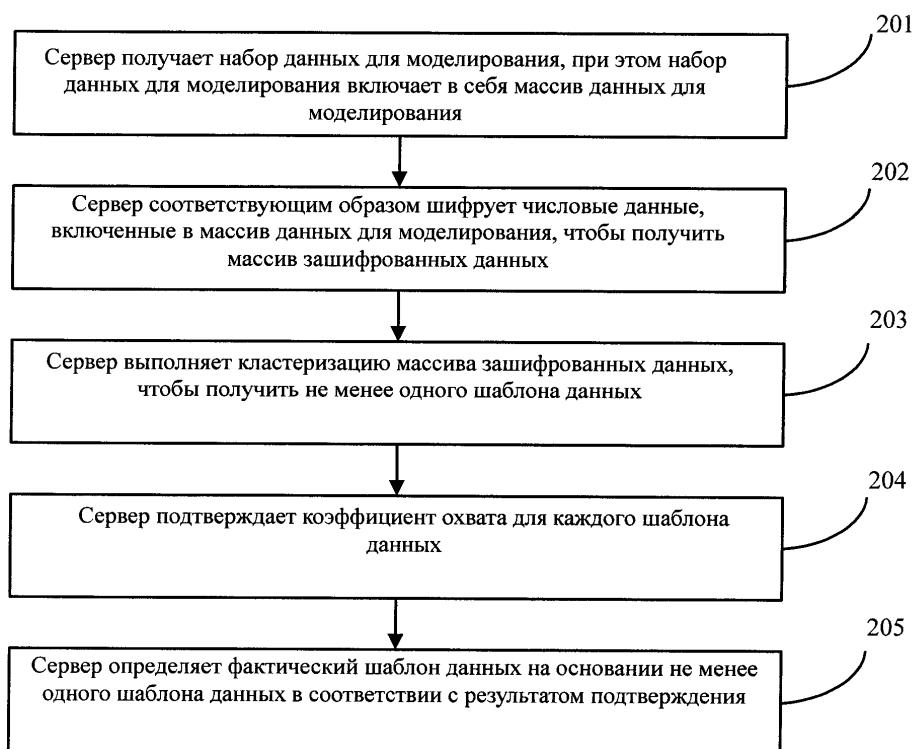 201
Сервер получает набор данных для моделирования, при этом набор
данных для моделирования включает в себя массив данных для
моделирования
202
Сервер соответствующим образом шифрует числовые данные,
включенные в массив данных для моделирования, чтобы получить
массив зашифрованных данных
203
Сервер выполняет кластеризацию массива зашифрованных данных,
чтобы получить не менее одного шаблона данных
204
Сервер подтверждает коэффициент охвата для каждого шаблона
данных
205
Сервер определяет фактический шаблон данных на основании не менее
одного шаблона данных в соответствии с результатом подтверждения